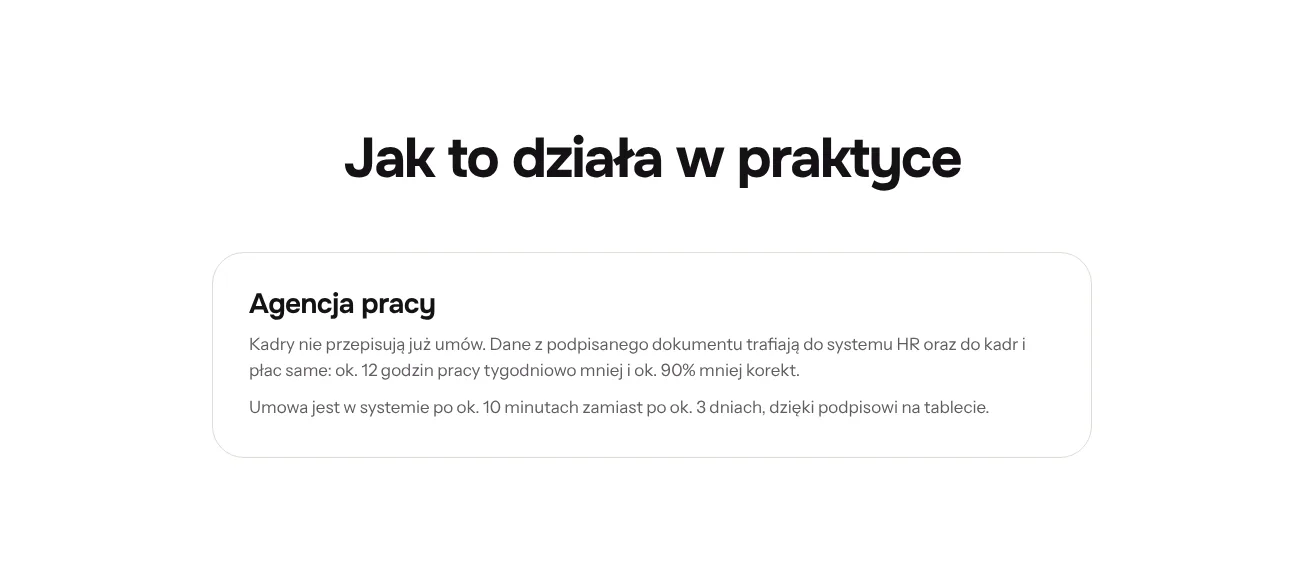 Jak to działa w praktyce
Agencja pracy
Kadry nie przepisują już umów. Dane z podpisanego dokumentu trafiają do systemu HR oraz do kadr i
płac same: ok. 12 godzin pracy tygodniowo mniej i ok. 90% mniej korekt.
Umowa jest w systemie po ok. 10 minutach zamiast po ok. 3 dniach, dzięki podpisowi na tablecie.